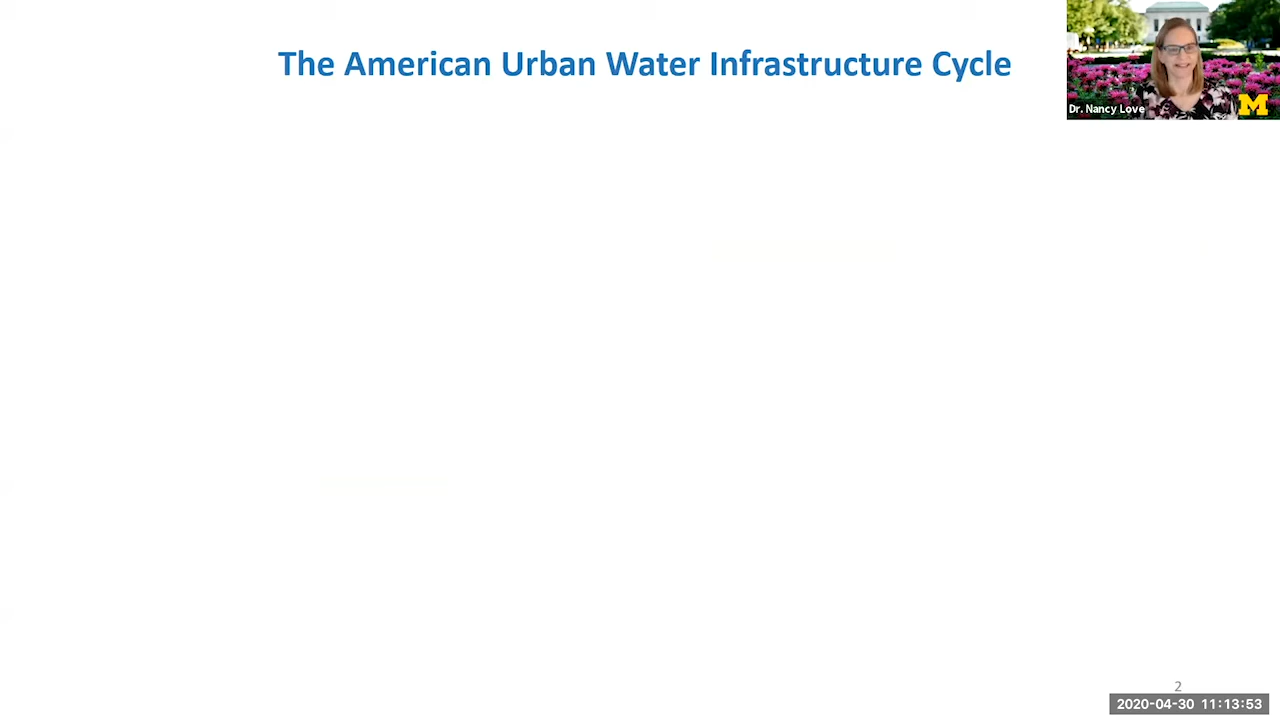 The American Urban Water Infrastructure Cycle
Dr. Nancy Love
M
2
2020-04-30 11:13:53